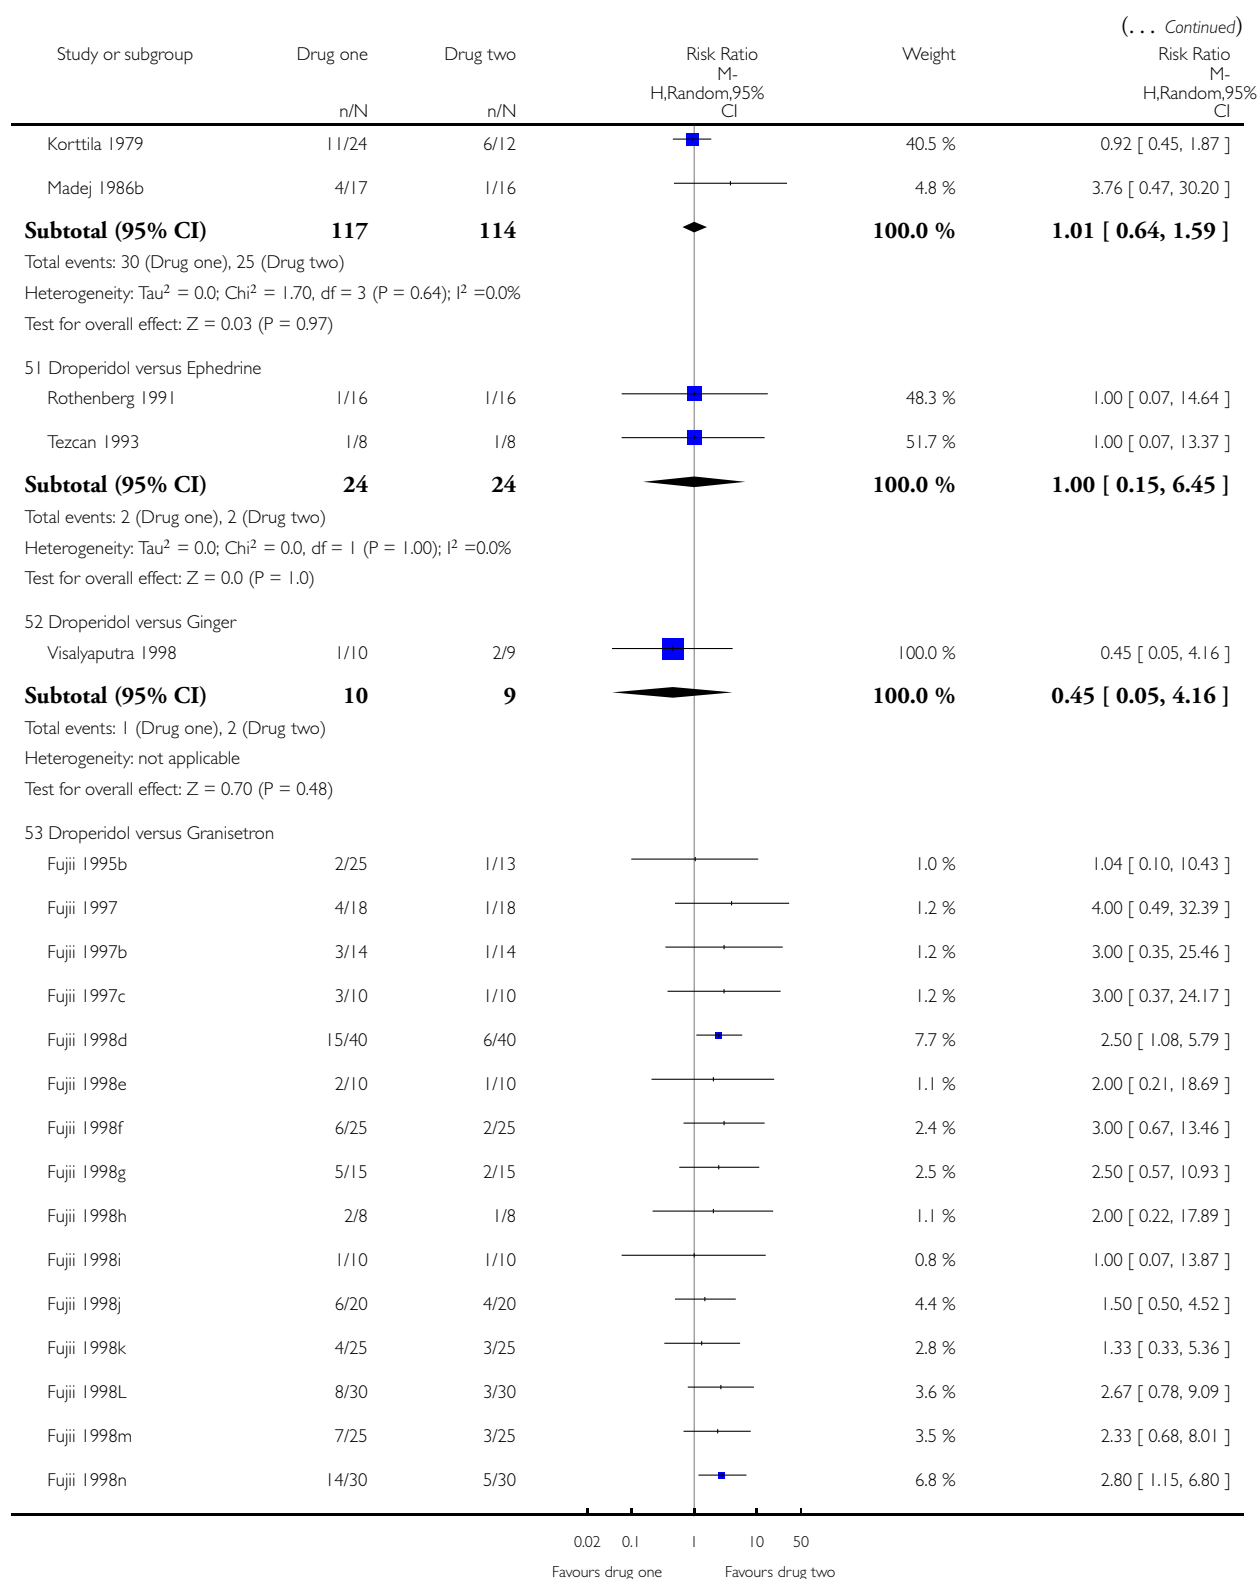 (. . . Continued)
Study or subgroup Drug one Drug two Risk Ratio Weight Risk Ratio
M- M-
H,Random,95% H,Random,95%
n/N n/N CI CI
Korttila 1979 11/24 6/12 40.5 % 0.92 [ 0.45, 1.87 ]
Madej 1986b 4/17 1/16 4.8 % 3.76 [ 0.47, 30.20 ]
Subtotal (95% CI) 117 114 100.0 % 1.01 [ 0.64, 1.59 ]
Total events: 30 (Drug one), 25 (Drug two)
Heterogeneity: Tau² = 0.0; Chi² = 1.70, df = 3 (P = 0.64); I² =0.0%
Test for overall effect: Z = 0.03 (P = 0.97)
51 Droperidol versus Ephedrine
Rothenberg 1991 1/16 1/16 48.3 % 1.00 [ 0.07, 14.64 ]
Tezcan 1993 1/8 1/8 51.7 % 1.00 [ 0.07, 13.37 ]
Subtotal (95% CI) 24 24 100.0 % 1.00 [ 0.15, 6.45 ]
Total events: 2 (Drug one), 2 (Drug two)
Heterogeneity: Tau² = 0.0; Chi² = 0.0, df = 1 (P = 1.00); I² =0.0%
Test for overall effect: Z = 0.0 (P = 1.0)
52 Droperidol versus Ginger
Visalyaputra 1998 1/10 2/9 100.0 % 0.45 [ 0.05, 4.16 ]
Subtotal (95% CI) 10 9 100.0 % 0.45 [ 0.05, 4.16 ]
Total events: 1 (Drug one), 2 (Drug two)
Heterogeneity: not applicable
Test for overall effect: Z = 0.70 (P = 0.48)
53 Droperidol versus Granisetron
Fujii 1995b 2/25 1/13 1.0 % 1.04 [ 0.10, 10.43 ]
Fujii 1997 4/18 1/18 1.2 % 4.00 [ 0.49, 32.39 ]
Fujii 1997b 3/14 1/14 1.2 % 3.00 [ 0.35, 25.46 ]
Fujii 1997c 3/10 1/10 1.2 % 3.00 [ 0.37, 24.17 ]
Fujii 1998d 15/40 6/40 7.7 % 2.50 [ 1.08, 5.79 ]
Fujii 1998e 2/10 1/10 1.1 % 2.00 [ 0.21, 18.69 ]
Fujii 1998f 6/25 2/25 2.4 % 3.00 [ 0.67, 13.46 ]
Fujii 1998g 5/15 2/15 2.5 % 2.50 [ 0.57, 10.93 ]
Fujii 1998h 2/8 1/8 1.1 % 2.00 [ 0.22, 17.89 ]
Fujii 1998i 1/10 1/10 0.8 % 1.00 [ 0.07, 13.87 ]
Fujii 1998j 6/20 4/20 4.4 % 1.50 [ 0.50, 4.52 ]
Fujii 1998k 4/25 3/25 2.8 % 1.33 [ 0.33, 5.36 ]
Fujii 1998L 8/30 3/30 3.6 % 2.67 [ 0.78, 9.09 ]
Fujii 1998m 7/25 3/25 3.5 % 2.33 [ 0.68, 8.01 ]
Fujii 1998n 14/30 5/30 6.8 % 2.80 [ 1.15, 6.80 ]
0.02 0.1 1 10 50
Favours drug one Favours drug two